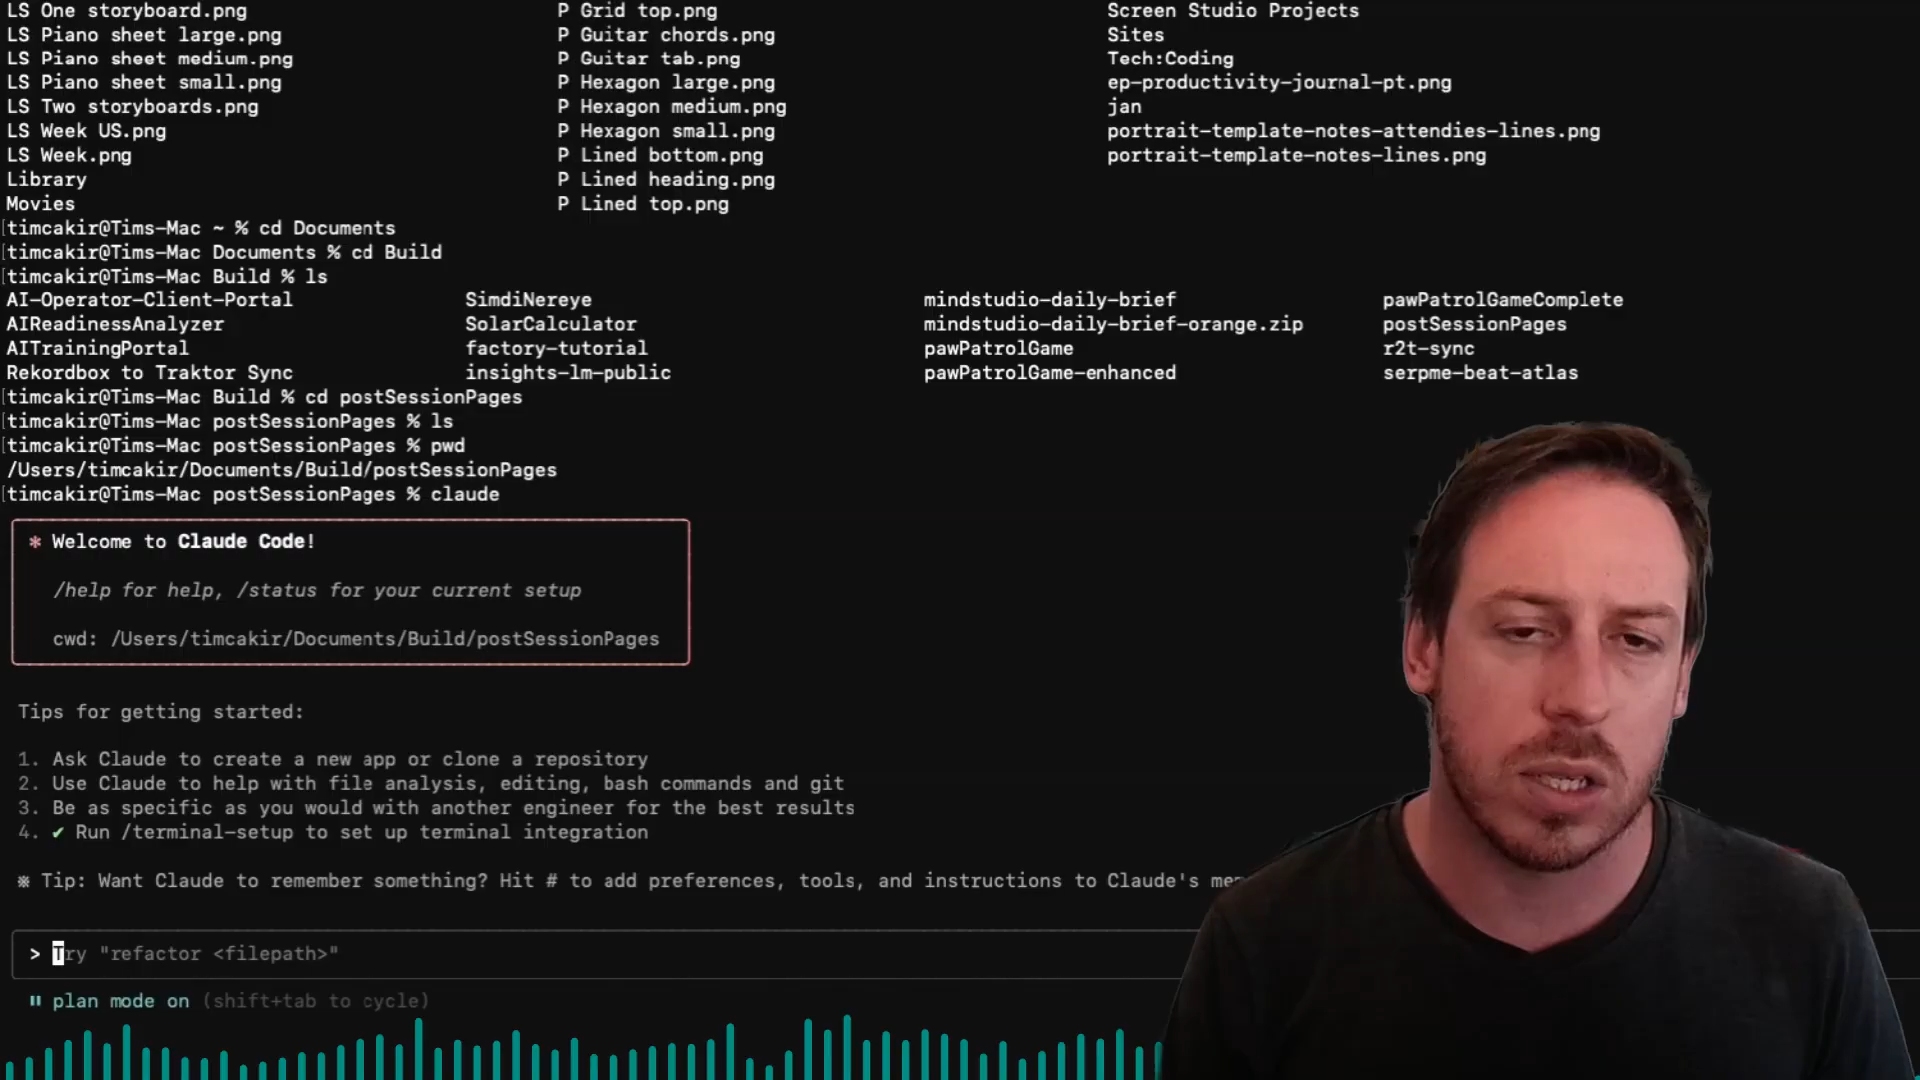 LS One storyboard.png P Grid top.png Screen Studio Projects
LS Piano sheet large.png P Guitar chords.png Sites
LS Piano sheet medium.png P Guitar tab.png Tech:Coding
LS Piano sheet small.png P Hexagon large.png ep-productivity-journal-pt.png
LS Two storyboards.png P Hexagon medium.png jan
LS Week US.png P Hexagon small.png portrait-template-notes-attendies-lines.png
LS Week.png P Lined bottom.png portrait-template-notes-lines.png
Library P Lined heading.png
Movies P Lined top.png
[timcakir@Tims-Mac ~ % cd Documents
[timcakir@Tims-Mac Documents % cd Build
[timcakir@Tims-Mac Build % ls
AI-Operator-Client-Portal SimdiNereye mindstudio-daily-brief pawPatrolGameComplete
AIReadinessAnalyzer SolarCalculator mindstudio-daily-brief-orange.zip postSessionPages
AITrainingPortal factory-tutorial pawPatrolGame r2t-sync
Rekordbox to Traktor Sync insights-lm-public pawPatrolGame-enhanced serpme-beat-atlas
[timcakir@Tims-Mac Build % cd postSessionPages
[timcakir@Tims-Mac postSessionPages % ls
[timcakir@Tims-Mac postSessionPages % pwd
/Users/timcakir/Documents/Build/postSessionPages
[timcakir@Tims-Mac postSessionPages % claude
* Welcome to Claude Code!
/help for help, /status for your current setup
cwd: /Users/timcakir/Documents/Build/postSessionPages
Tips for getting started:
1. Ask Claude to create a new app or clone a repository
2. Use Claude to help with file analysis, editing, bash commands and git
3. Be as specific as you would with another engineer for the best results
4. ✔ Run /terminal-setup to set up terminal integration
※ Tip: Want Claude to remember something? Hit # to add preferences, tools, and instructions to Claude's
> Try "refactor <filepath>"
⏸ plan mode on (shift+tab to cycle)